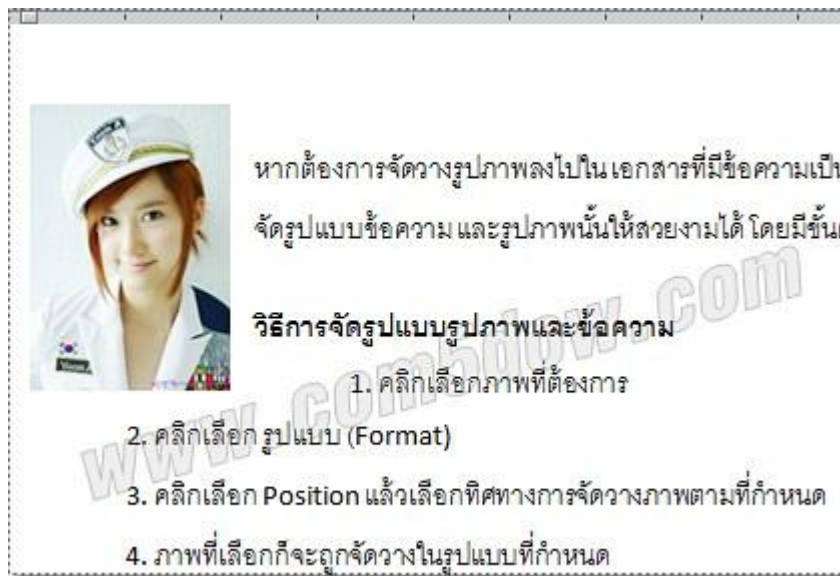 หากต้องการจัดวางรูปภาพลงไปในเอกสารที่มีข้อความเป็น
จัดรูปแบบข้อความ และรูปภาพนั้นให้สวยงามได้ โดยมีขั้น
วิธีการจัดรูปแบบรูปภาพและข้อความ
1. คลิกเลือกภาพที่ต้องการ
2. คลิกเลือก รูปแบบ (Format)
3. คลิกเลือก Position แล้วเลือกทิศทางการจัดวางภาพตามที่กำหนด
4. ภาพที่เลือกก็จะถูกจัดวางในรูปแบบที่กำหนด
www.com5dow.com